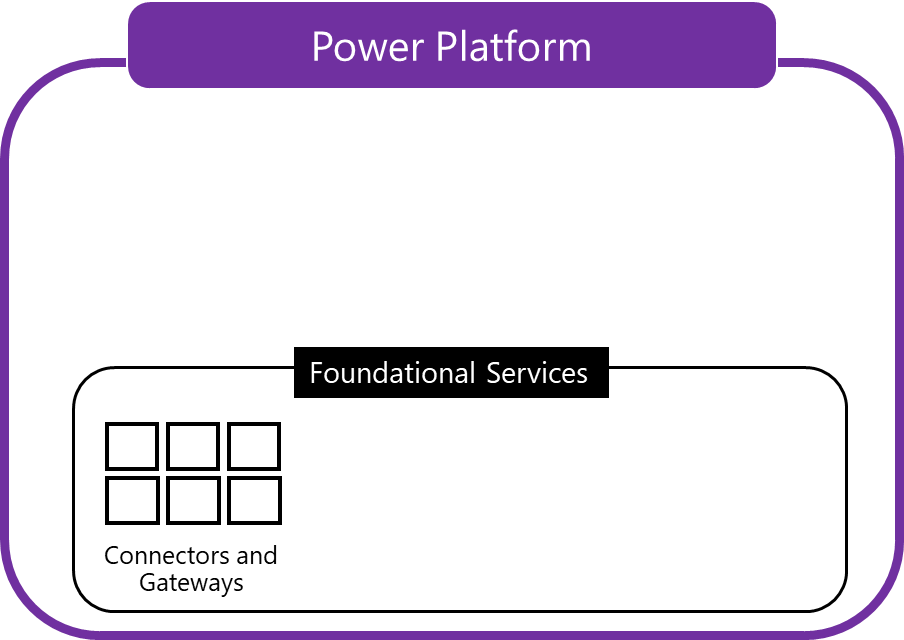 Power Platform
Foundational Services
Connectors and
Gateways